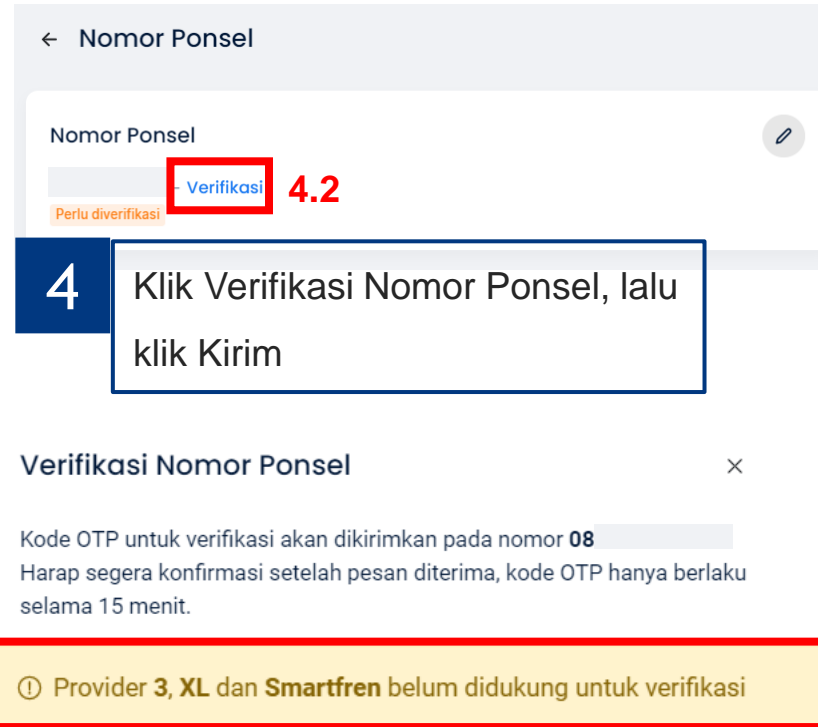 ← Nomor Ponsel
Nomor Ponsel
- Verifikasi 4.2
Perlu diverifikasi
4
Klik Verifikasi Nomor Ponsel, lalu
klik Kirim
Verifikasi Nomor Ponsel ×
Kode OTP untuk verifikasi akan dikirimkan pada nomor 08
Harap segera konfirmasi setelah pesan diterima, kode OTP hanya berlaku
selama 15 menit.
Provider 3, XL dan Smartfren belum didukung untuk verifikasi